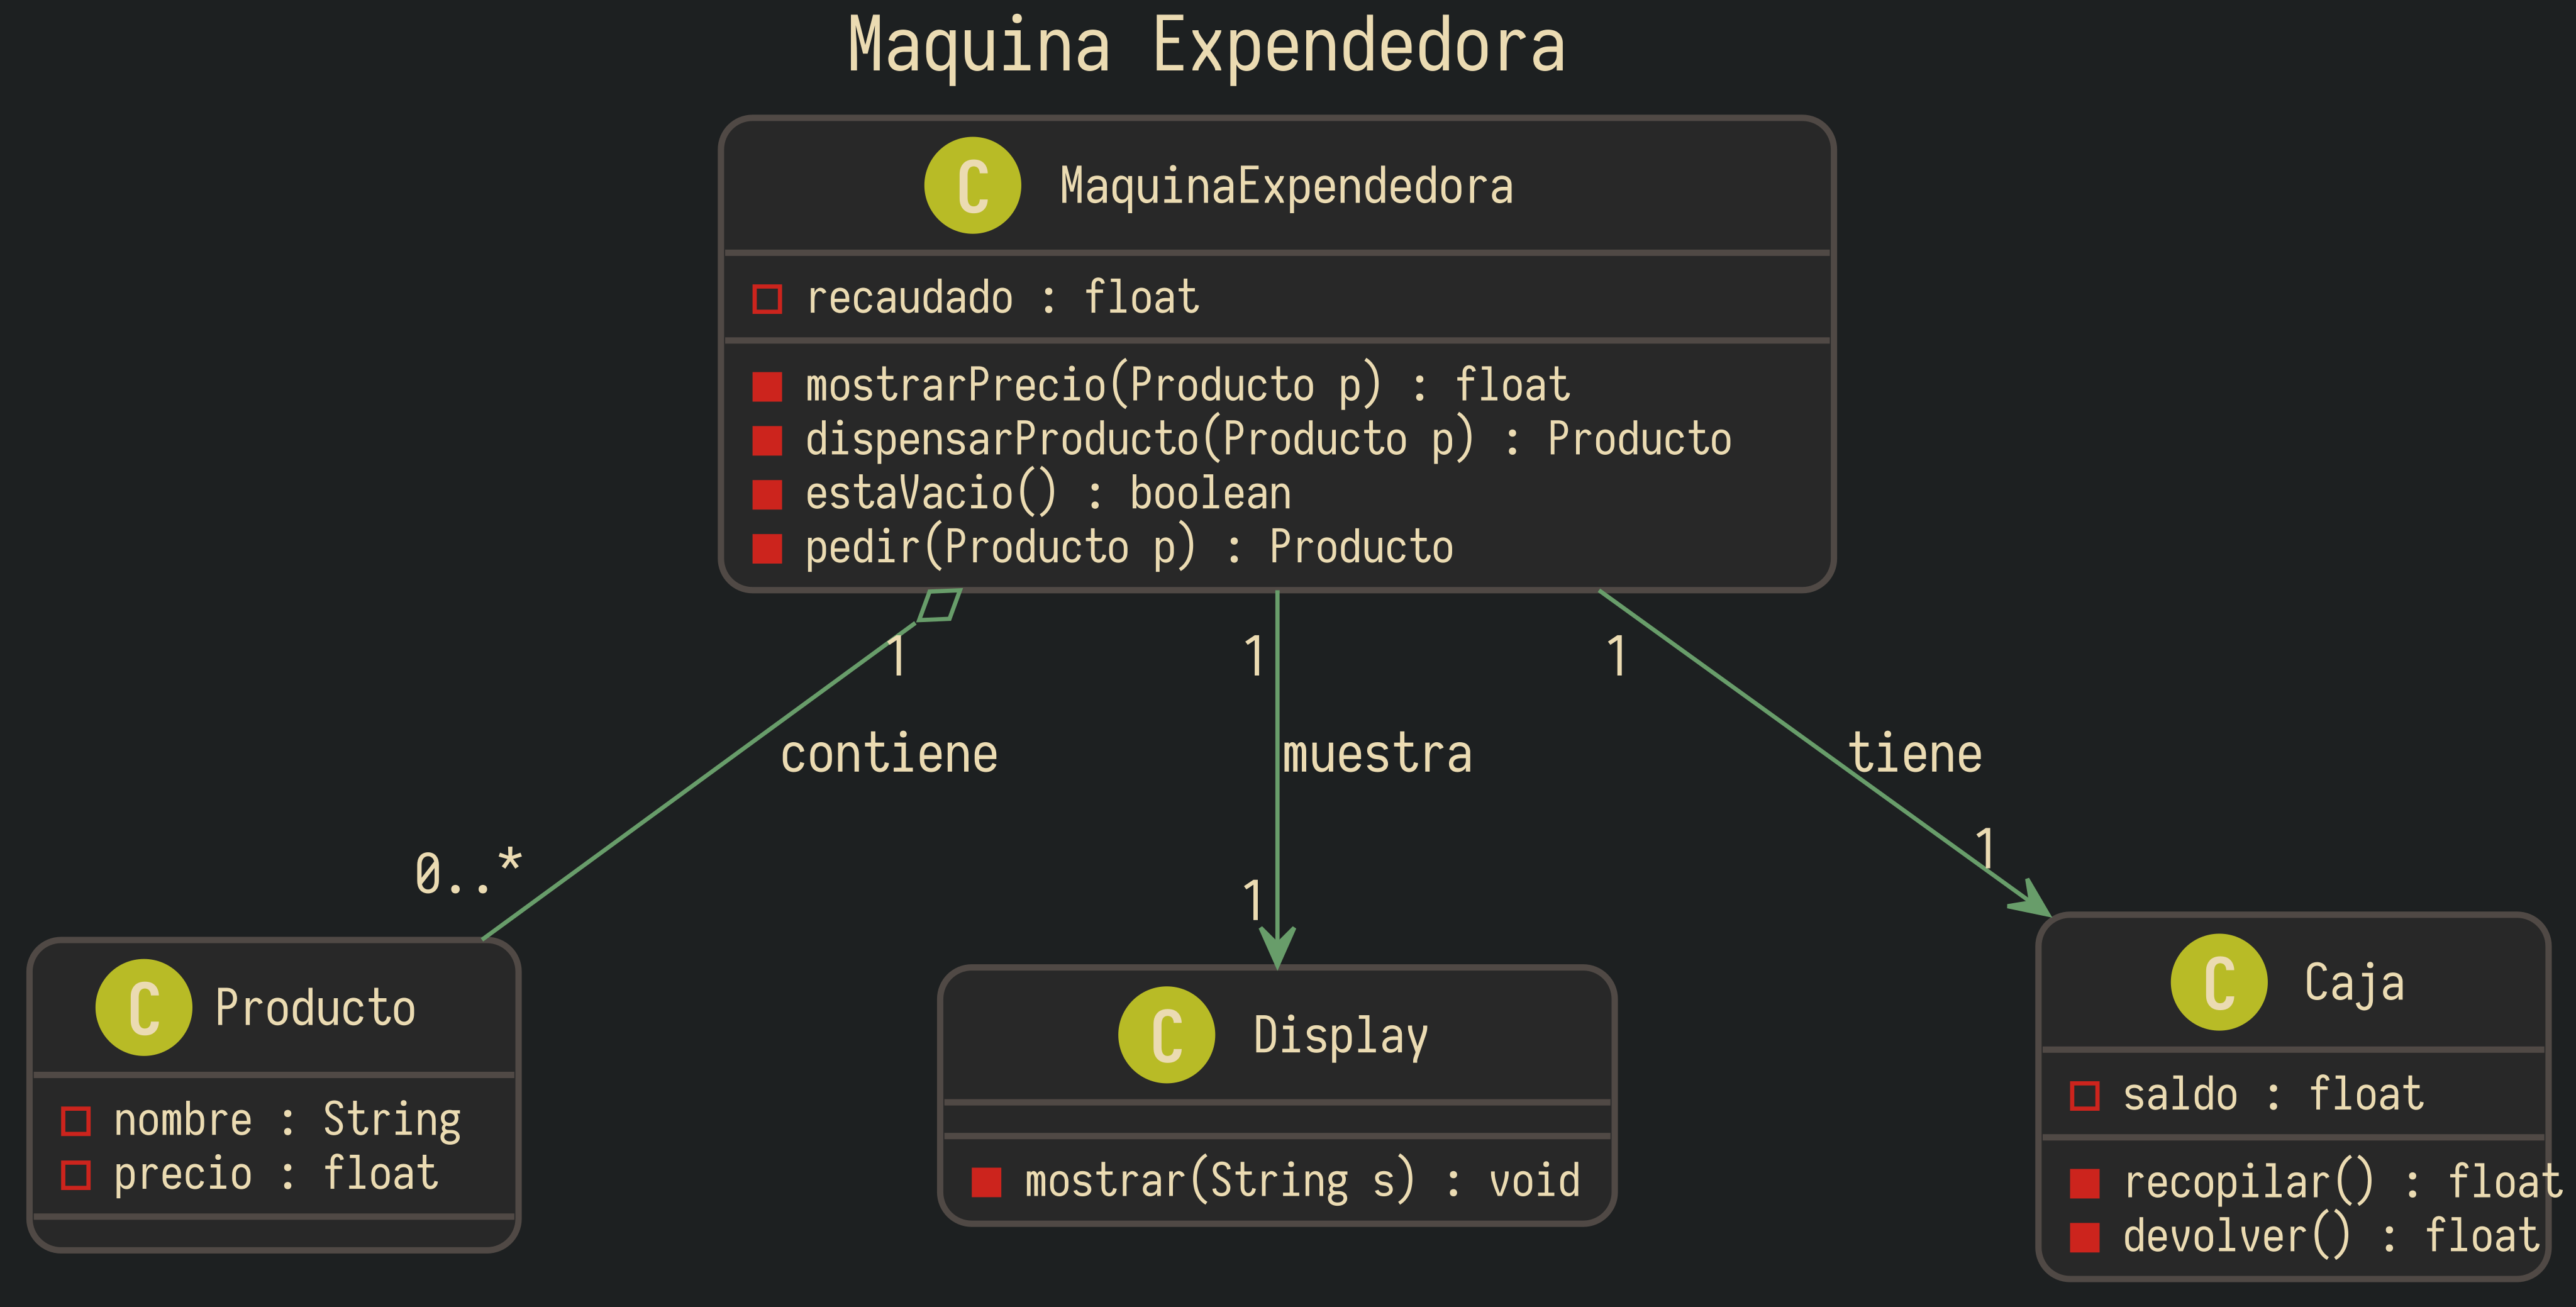 Maquina Expendedora
C MaquinaExpendedora
recaudado : float
mostrarPrecio(Producto p) : float
dispensarProducto(Producto p) : Producto
estaVacio() : boolean
pedir(Producto p) : Producto
1
1
1
contiene
muestra
tiene
0..*
1
1
C Producto
nombre : String
precio : float
C Display
mostrar(String s) : void
C Caja
saldo : float
recopilar() : float
devolver() : float